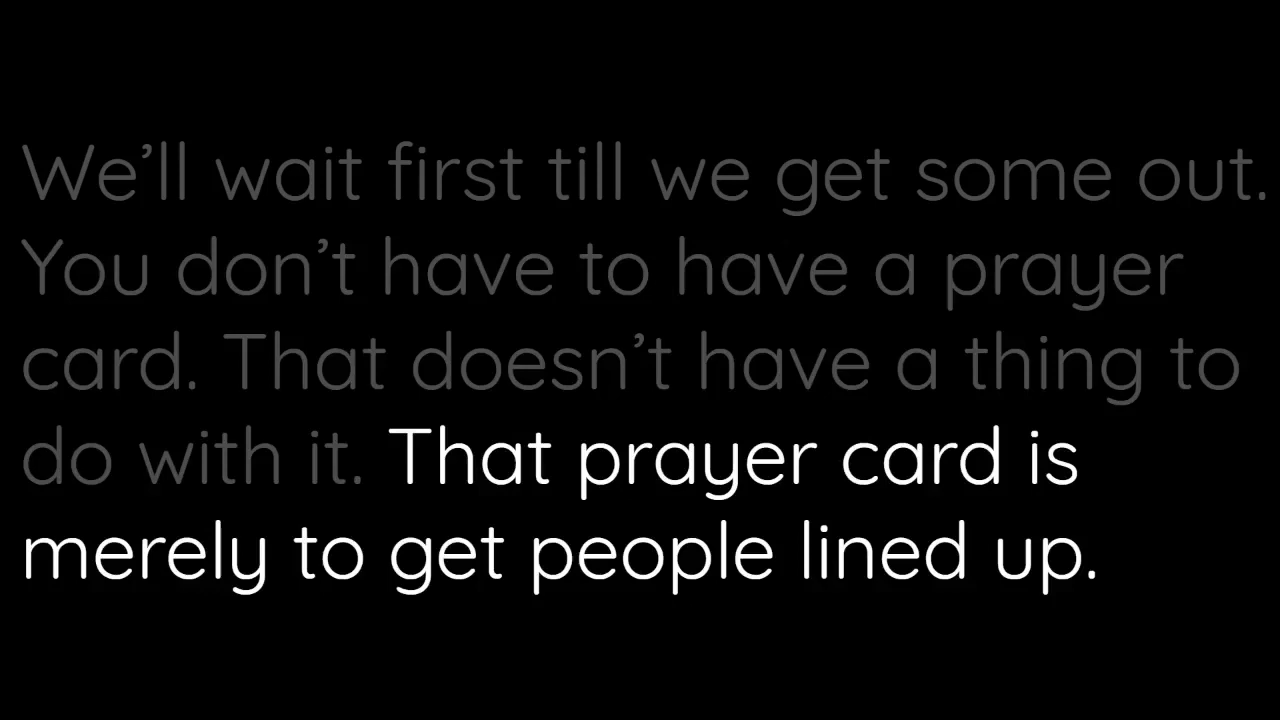 We’ll wait first till we get some out.
You don’t have to have a prayer
card. That doesn’t have a thing to
do with it. That prayer card is
merely to get people lined up.